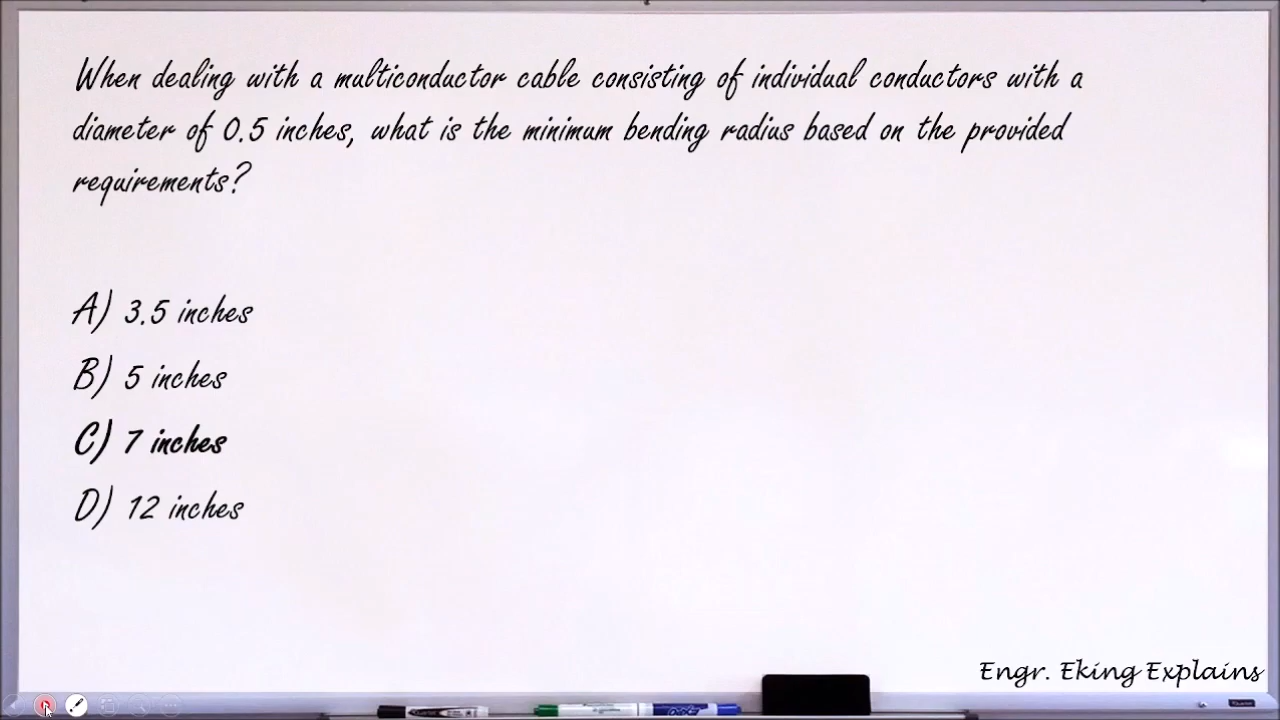 When dealing with a multiconductor cable consisting of individual conductors with a
diameter of 0.5 inches, what is the minimum bending radius based on the provided
requirements?
A) 3.5 inches
B) 5 inches
C) 7 inches
D) 12 inches
Engr. Eking Explains